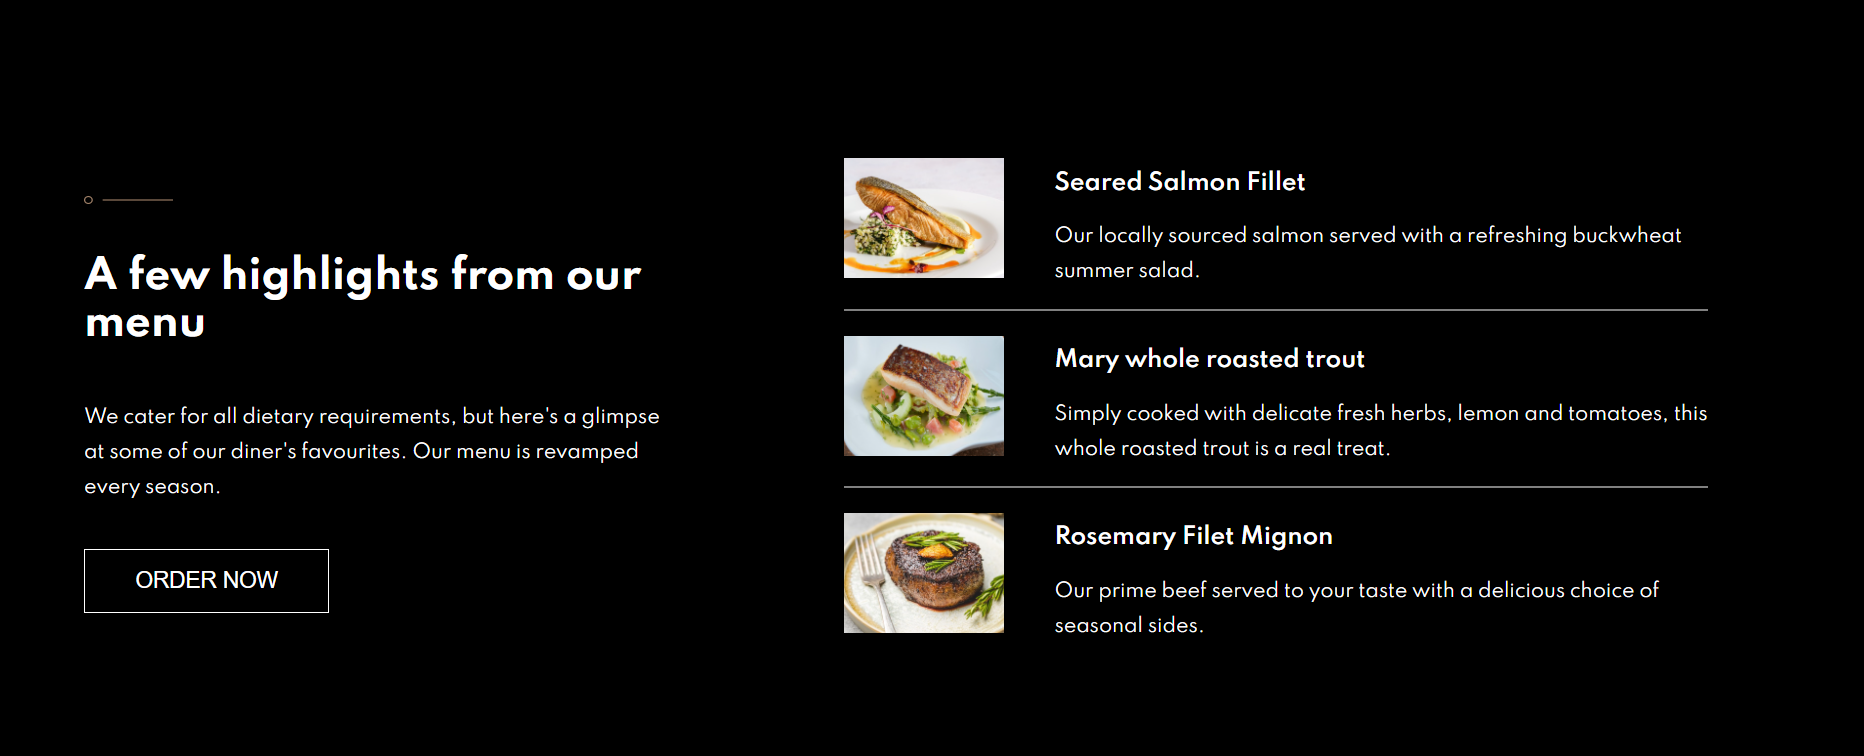 A few highlights from our
menu
We cater for all dietary requirements, but here's a glimpse
at some of our diner's favourites. Our menu is revamped
every season.
ORDER NOW
Seared Salmon Fillet
Our locally sourced salmon served with a refreshing buckwheat
summer salad.
Mary whole roasted trout
Simply cooked with delicate fresh herbs, lemon and tomatoes, this
whole roasted trout is a real treat.
Rosemary Filet Mignon
Our prime beef served to your taste with a delicious choice of
seasonal sides.